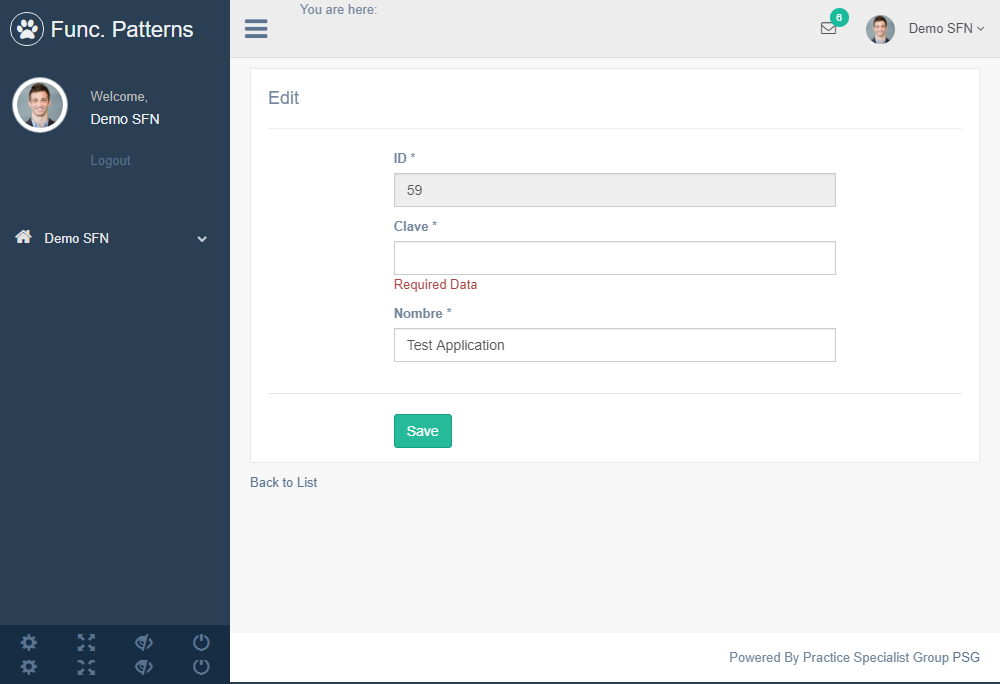 Func. Patterns
You are here:
6
Demo SFN
Welcome,
Demo SFN
Logout
Demo SFN
Edit
ID *
59
Clave *
Required Data
Nombre *
Test Application
Save
Back to List
Powered By Practice Specialist Group PSG